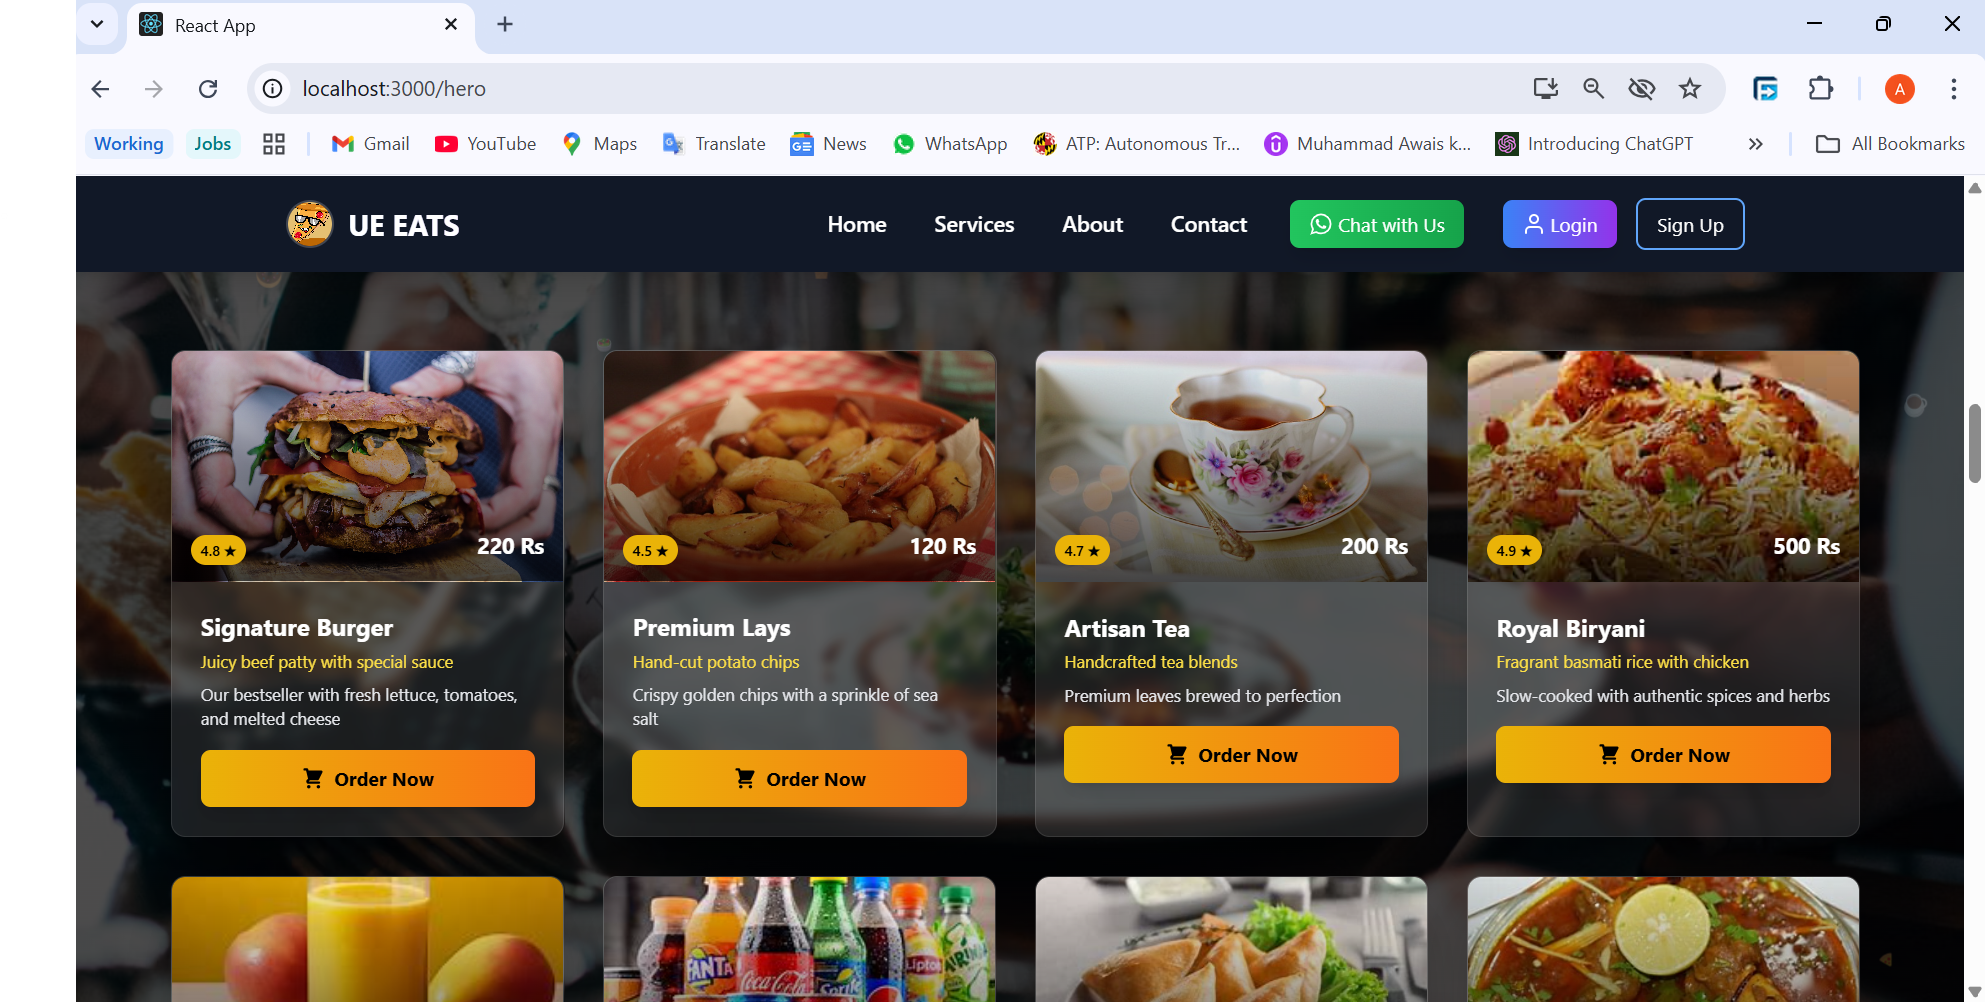 React App
localhost:3000/hero
A
Working
Jobs
Gmail
YouTube
Maps
Translate
News
WhatsApp
ATP: Autonomous Tr...
Muhammad Awais k...
Introducing ChatGPT
All Bookmarks
UE EATS
Home
Services
About
Contact
Chat with Us
Login
Sign Up
4.8 ★
220 Rs
Signature Burger
Juicy beef patty with special sauce
Our bestseller with fresh lettuce, tomatoes,
and melted cheese
Order Now
4.5 ★
120 Rs
Premium Lays
Hand-cut potato chips
Crispy golden chips with a sprinkle of sea
salt
Order Now
4.7 ★
200 Rs
Artisan Tea
Handcrafted tea blends
Premium leaves brewed to perfection
Order Now
4.9 ★
500 Rs
Royal Biryani
Fragrant basmati rice with chicken
Slow-cooked with authentic spices and herbs
Order Now
FANTA
Coca-Cola
Sprite
Lipton